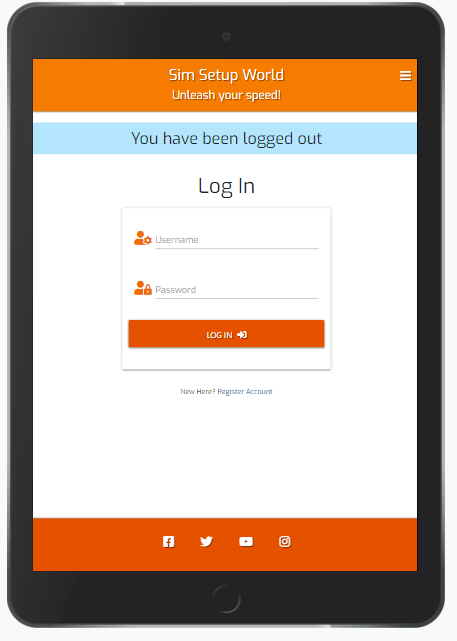 Sim Setup World
Unleash your speed!
You have been logged out
Log In
Username
Password
LOG IN
New Here? Register Account